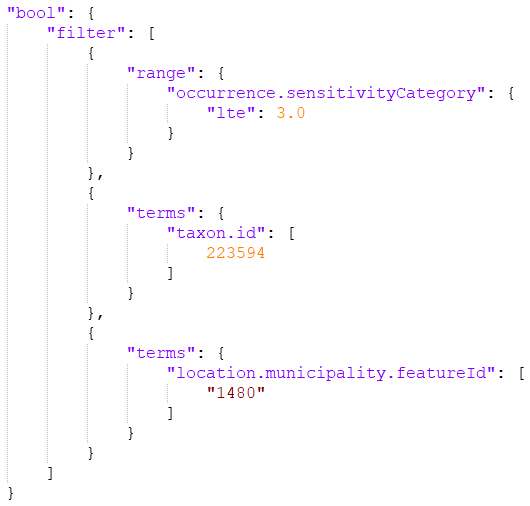 "bool": {
    "filter": [
        {
            "range": {
                "occurrence.sensitivityCategory": {
                    "lte": 3.0
                }
            }
        },
        {
            "terms": {
                "taxon.id": [
                    223594
                ]
            }
        },
        {
            "terms": {
                "location.municipality.featureId": [
                    "1480"
                ]
            }
        }
    ]
}